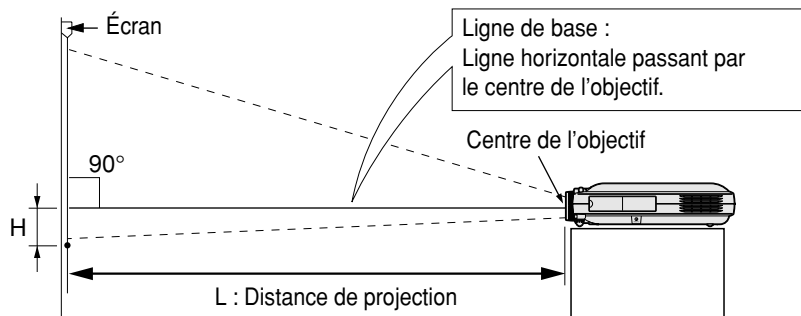 Écran
Ligne de base :
Ligne horizontale passant par
le centre de l’objectif.
Centre de l’objectif
90°
H
L : Distance de projection